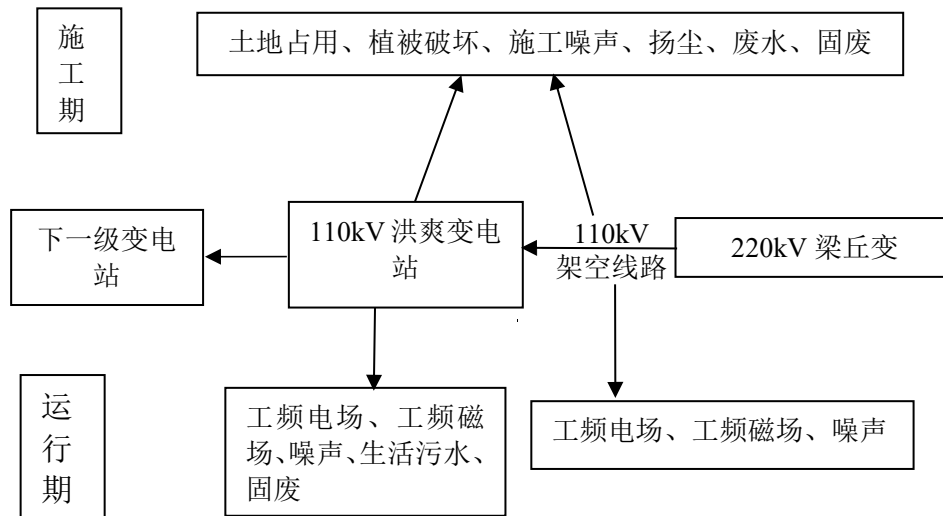 施
工
期
土地占用、植被破坏、施工噪声、扬尘、废水、固废
下一级变电
站
110kV 洪爽变电
站
110kV
架空线路
220kV 梁丘变
运
行
期
工频电场、工频磁
场、噪声、生活污水、
固废
工频电场、工频磁场、噪声